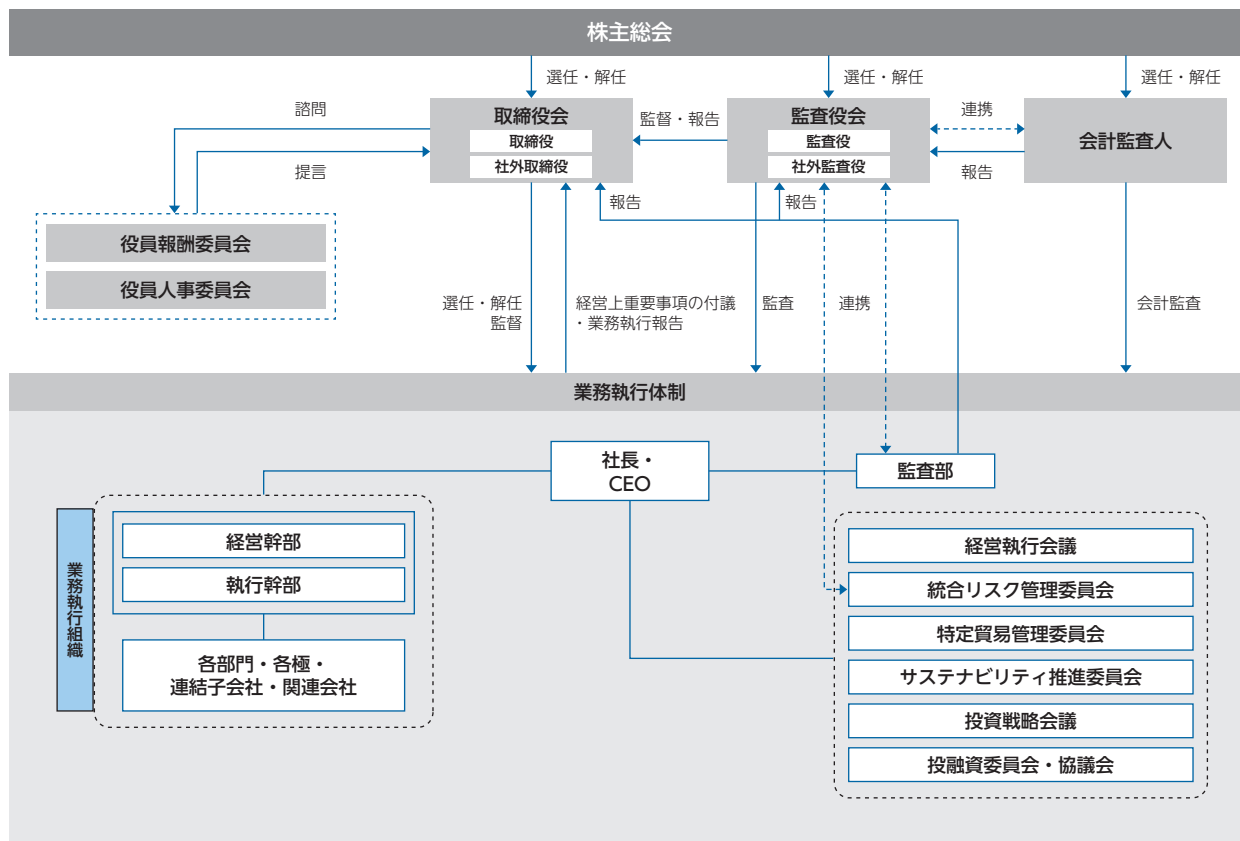 株主総会
選任・解任
選任・解任
選任・解任
諮問
取締役会
取締役
社外取締役
監督・報告
監査役会
監査役
社外監査役
連携
報告
会計監査人
提言
報告
報告
役員報酬委員会
役員人事委員会
選任・解任
監督
経営上重要事項の付議
・業務執行報告
監査
連携
会計監査
業務執行体制
社長・
CEO
監査部
業務執行組織
経営幹部
執行幹部
各部門・各極・
連結子会社・関連会社
経営執行会議
統合リスク管理委員会
特定貿易管理委員会
サステナビリティ推進委員会
投資戦略会議
投融資委員会・協議会